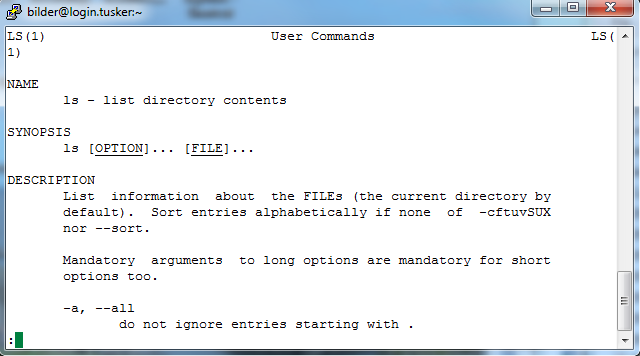 bilder@login.tusker:~
LS(1)                            User Commands                           LS(
1)
NAME
       ls - list directory contents
SYNOPSIS
       ls [OPTION]... [FILE]...
DESCRIPTION
       List  information  about  the FILEs (the current directory by
       default).  Sort entries alphabetically if none  of  -cftuvSUX
       nor --sort.
       Mandatory  arguments  to long options are mandatory for short
       options too.
       -a, --all
              do not ignore entries starting with .
: